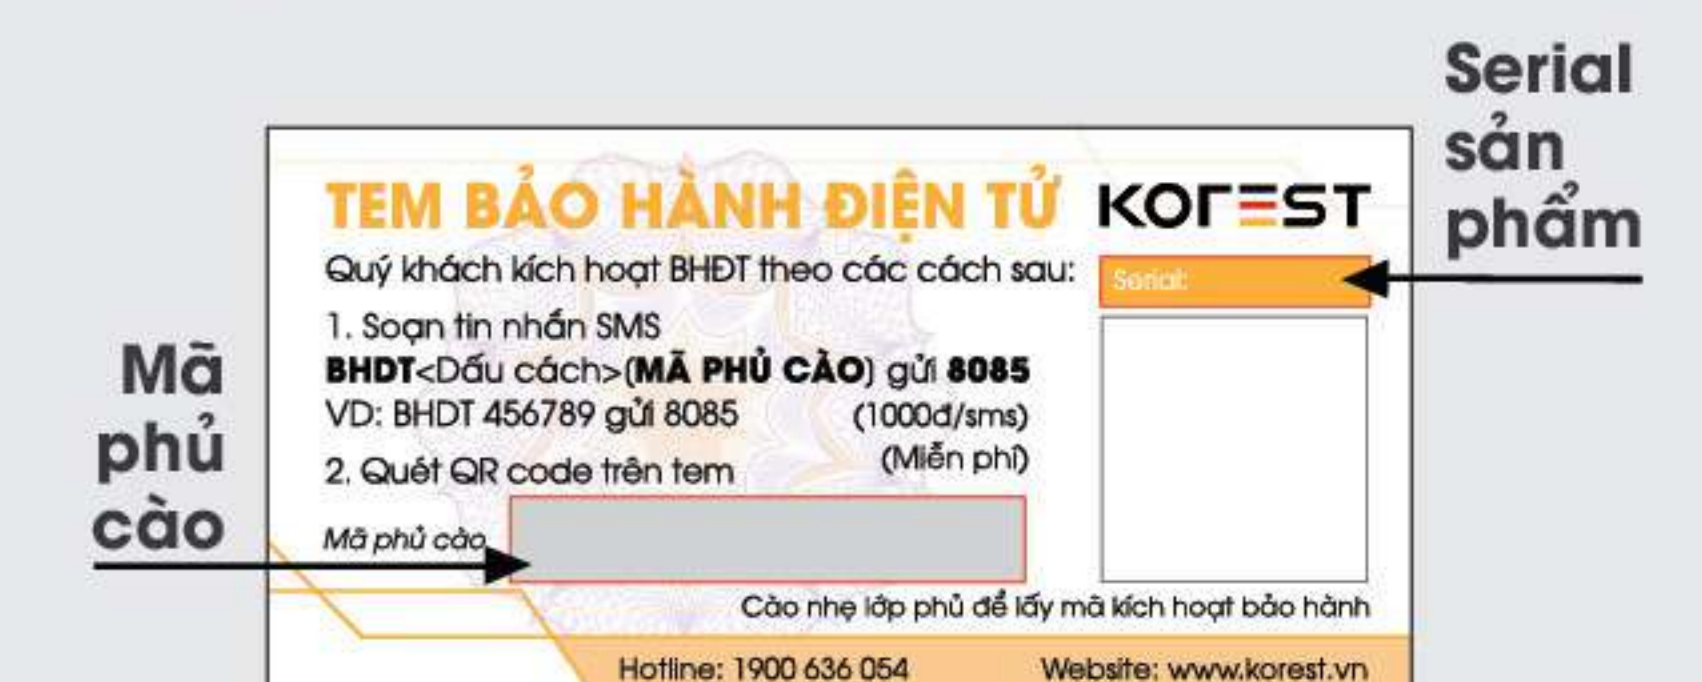 Serial
sản
phẩm
TEM BẢO HÀNH ĐIỆN TỬ
KOREST
Quý khách kích hoạt BHĐT theo các cách sau:
Serial:
1. Soạn tin nhắn SMS
BHDT<Dấu cách>(MÃ PHỦ CÀO) gửi 8085
VD: BHDT 456789 gửi 8085 (1000đ/sms)
2. Quét QR code trên tem (Miễn phí)
Mã
phủ
cào
Mã phủ cào
Cào nhẹ lớp phủ để lấy mã kích hoạt bảo hành
Hotline: 1900 636 054 Website: www.korest.vn